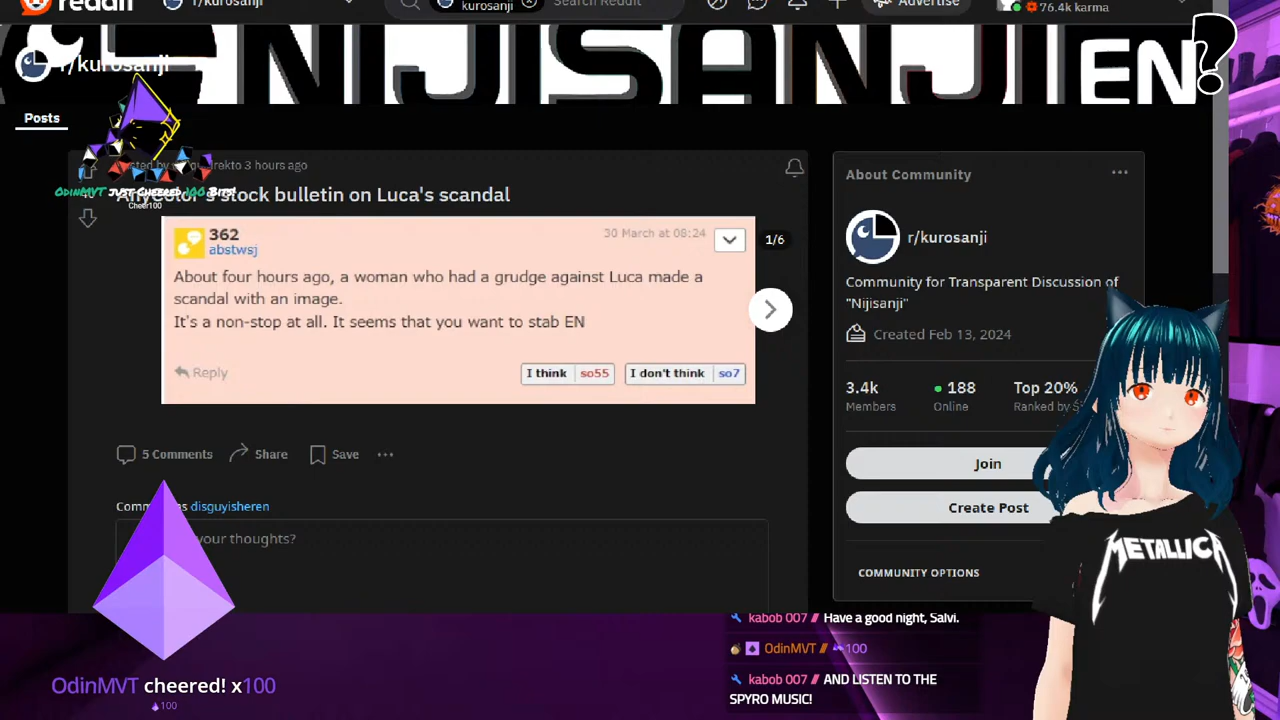 reddit
r/kurosanji
kurosanji
Search Reddit
Advertise
76.4k karma
?
NIJISANJI EN
r/kurosanji
Posts
3 hours ago
OdinMVT just cheered 100 Bits!
Cheer100
stock bulletin on Luca's scandal
362
abstwsj
30 March at 08:24
1/6
About four hours ago, a woman who had a grudge against Luca made a
scandal with an image.
It's a non-stop at all. It seems that you want to stab EN
Reply
I think so55
I don't think so7
5 Comments
Share
Save
disguyisheren
your thoughts?
About Community
r/kurosanji
Community for Transparent Discussion of
"Nijisanji"
Created Feb 13, 2024
3.4k
188
Top 20%
Members
Online
Ranked by
Join
Create Post
COMMUNITY OPTIONS
METALLICA
kabob 007 // Have a good night, Salvi.
OdinMVT // 100
kabob 007 // AND LISTEN TO THE
SPYRO MUSIC!
OdinMVT cheered! x100
100